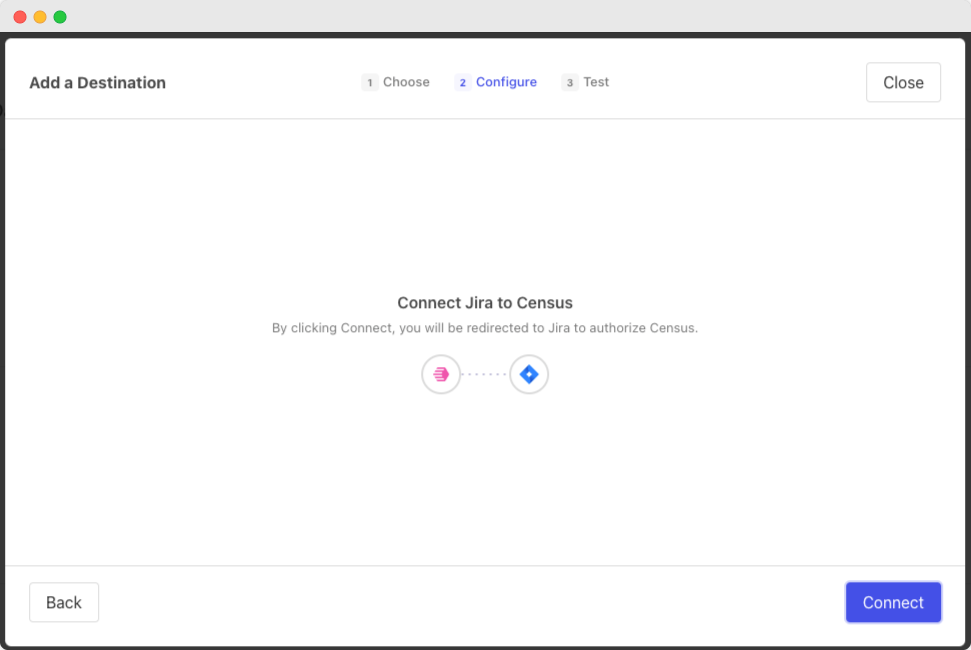 Add a Destination
1 Choose
2 Configure
3 Test
Close
Connect Jira to Census
By clicking Connect, you will be redirected to Jira to authorize Census.
Back
Connect